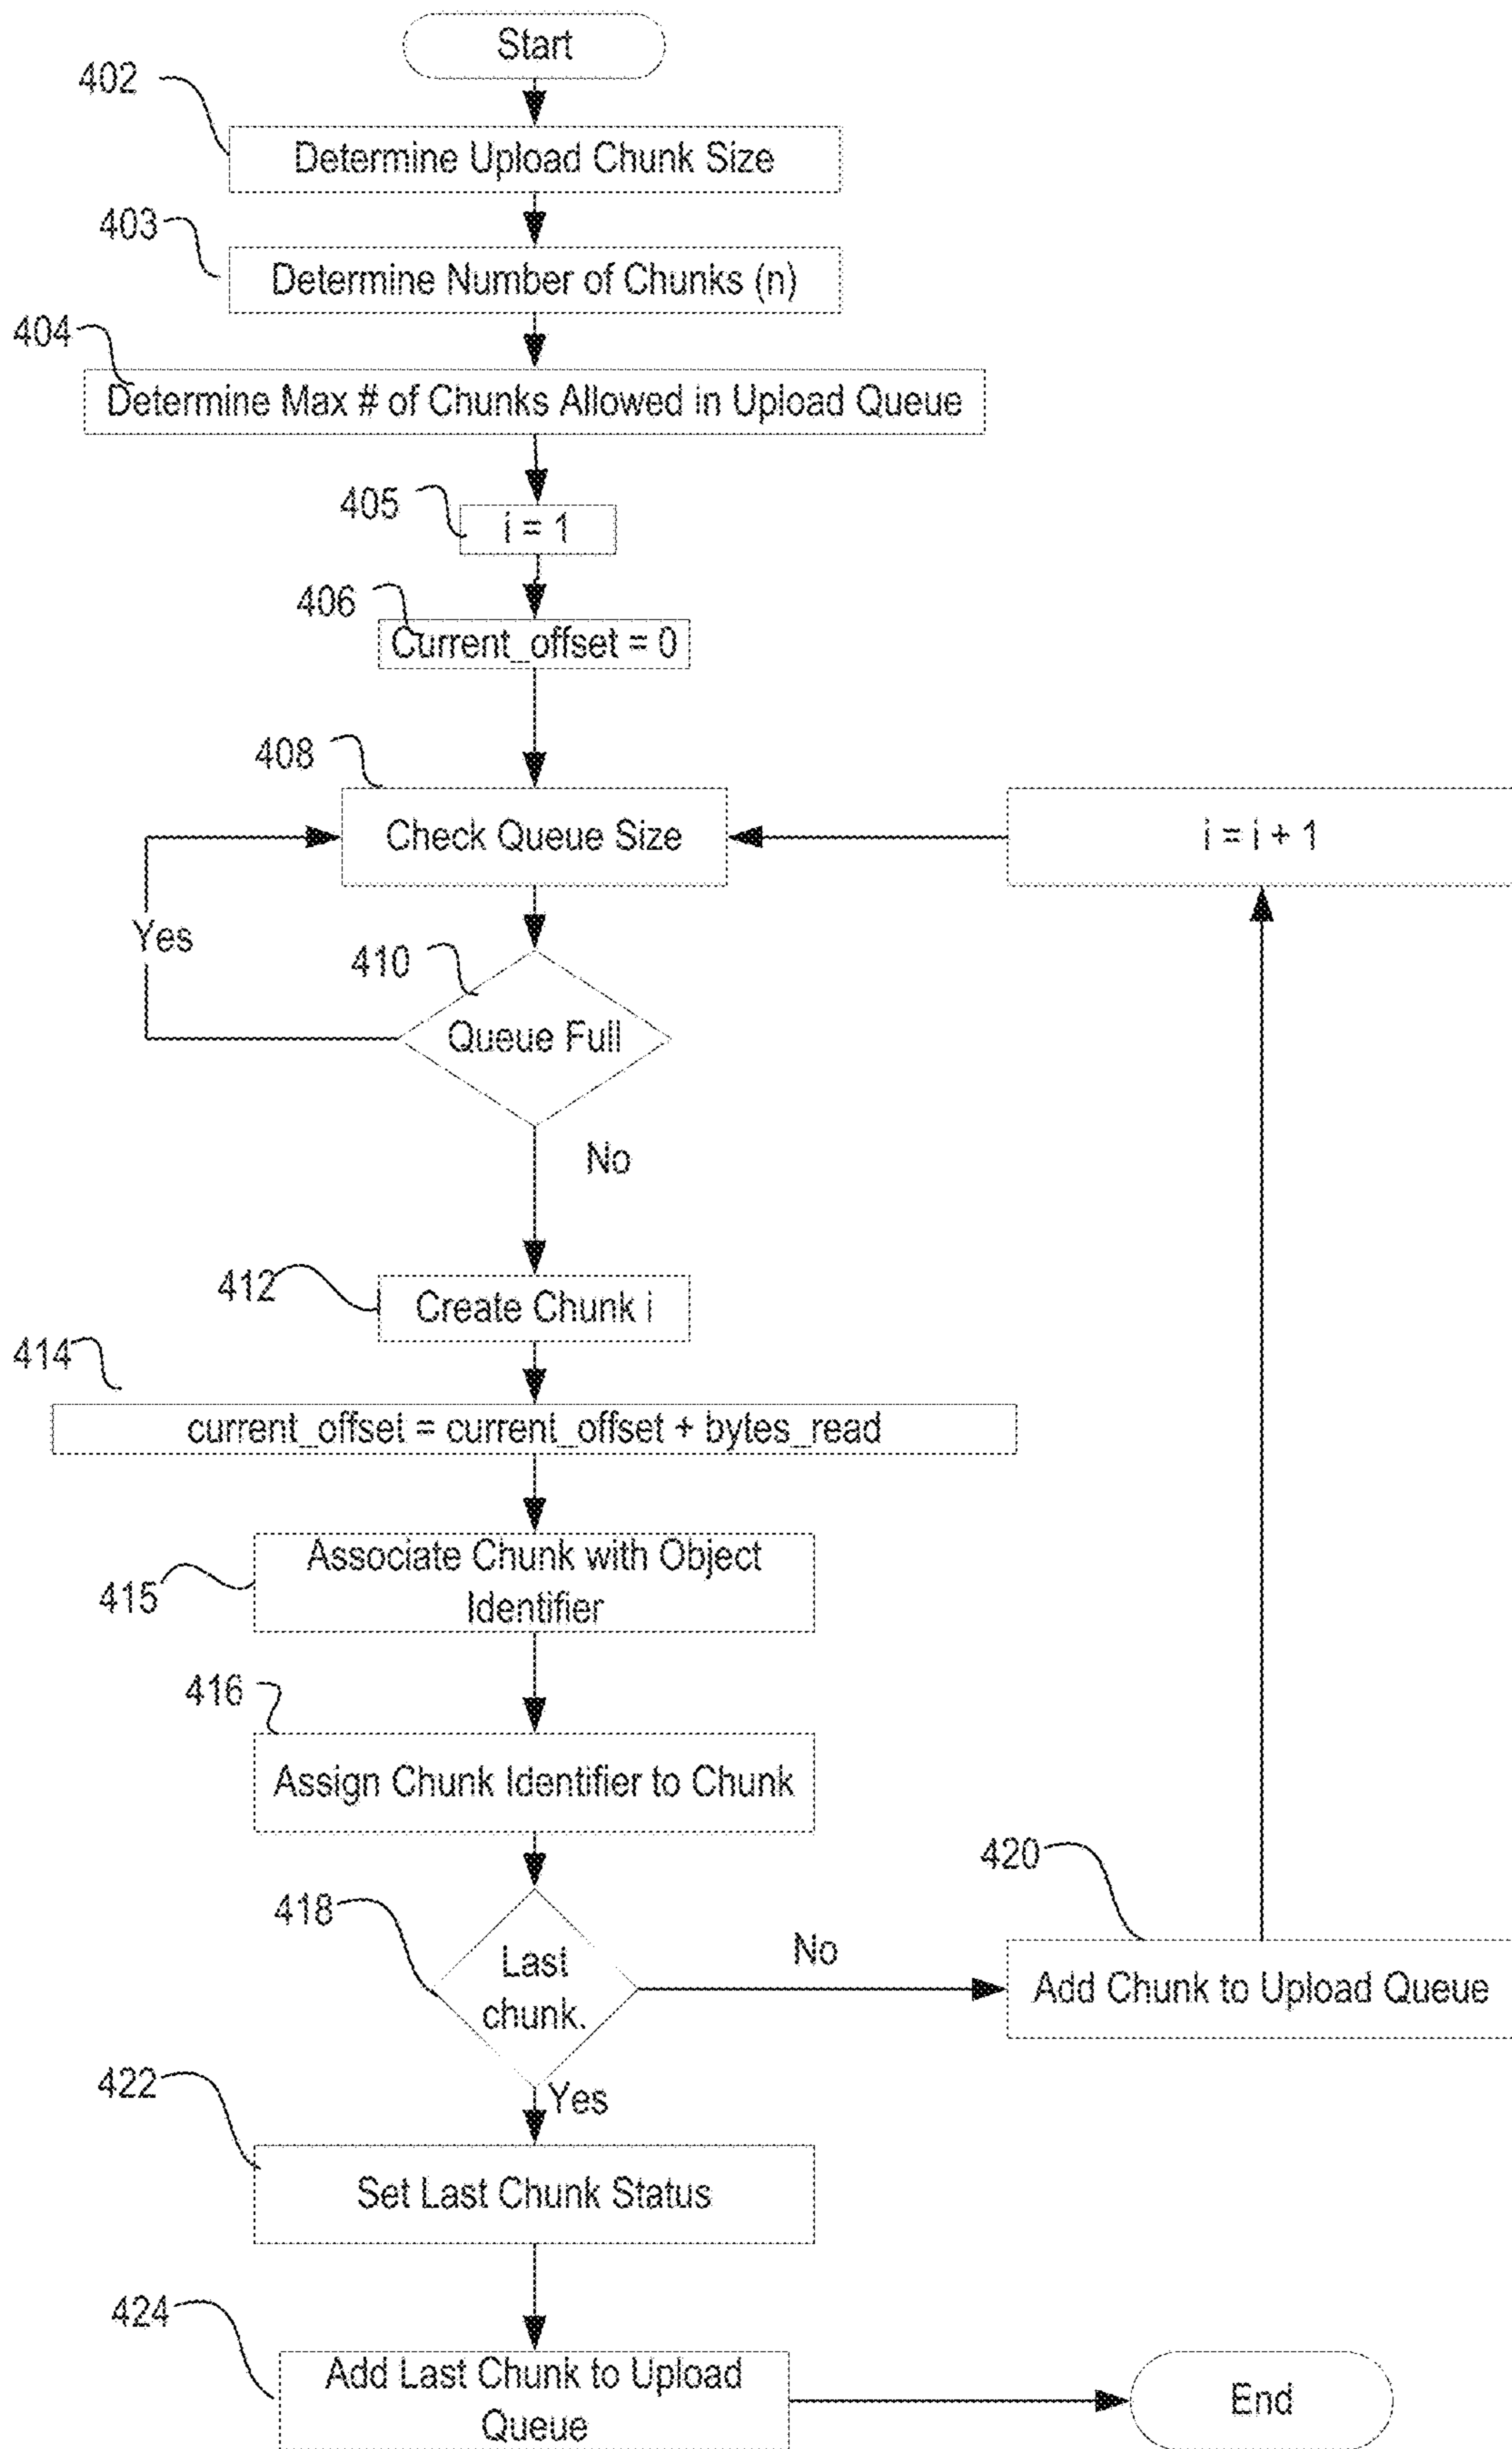 Start
402
Determine Upload Chunk Size
403
Determine Number of Chunks (n)
404
Determine Max # of Chunks Allowed in Upload Queue
405
i = 1
406
Current_offset = 0
408
Check Queue Size
i = i + 1
Yes
410
Queue Full
No
412
Create Chunk i
414
current_offset = current_offset + bytes_read
Associate Chunk with Object
Identifier
415
416
Assign Chunk Identifier to Chunk
420
418
Last
chunk.
No
Add Chunk to Upload Queue
422
Yes
Set Last Chunk Status
424
Add Last Chunk to Upload
Queue
End